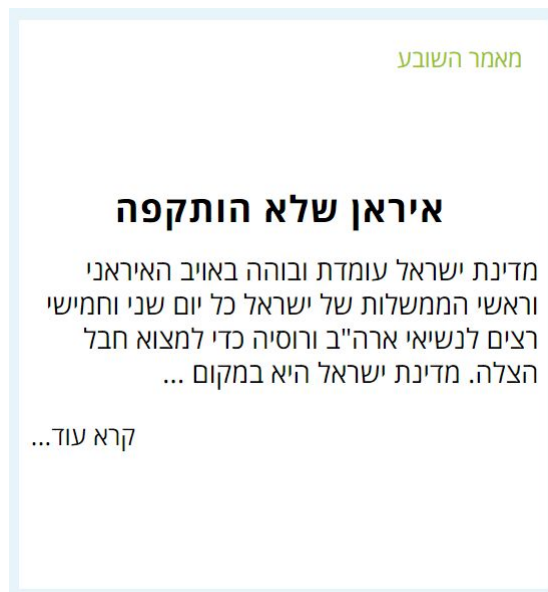 מאמר השובע
איראן שלא הותקפה
מדינת ישראל עומדת ובוהה באויב האיראני
וראשי הממשלות של ישראל כל יום שני וחמישי
רצים לנשיאי ארה"ב ורוסיה כדי למצוא חבל
הצלה. מדינת ישראל היא במקום ...
קרא עוד...